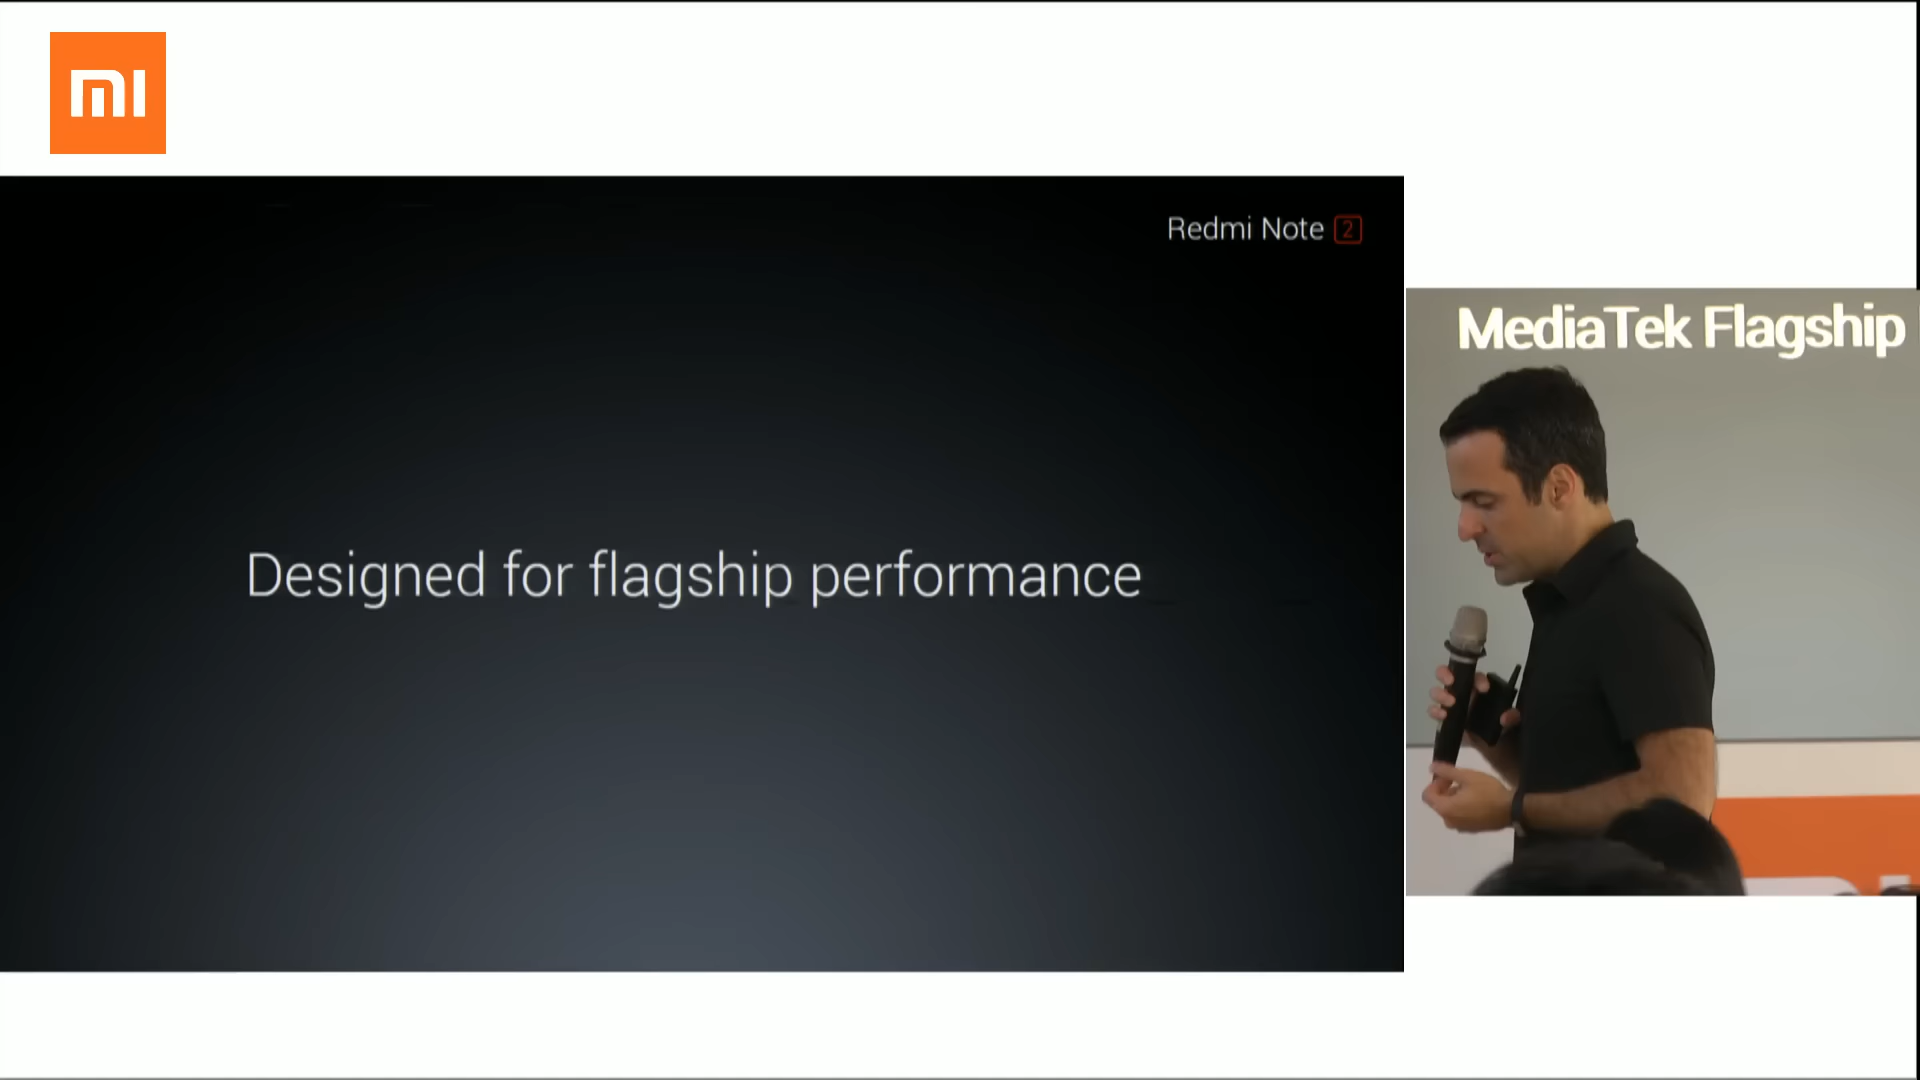 mi
Redmi Note 2
Designed for flagship performance
MediaTek Flagship